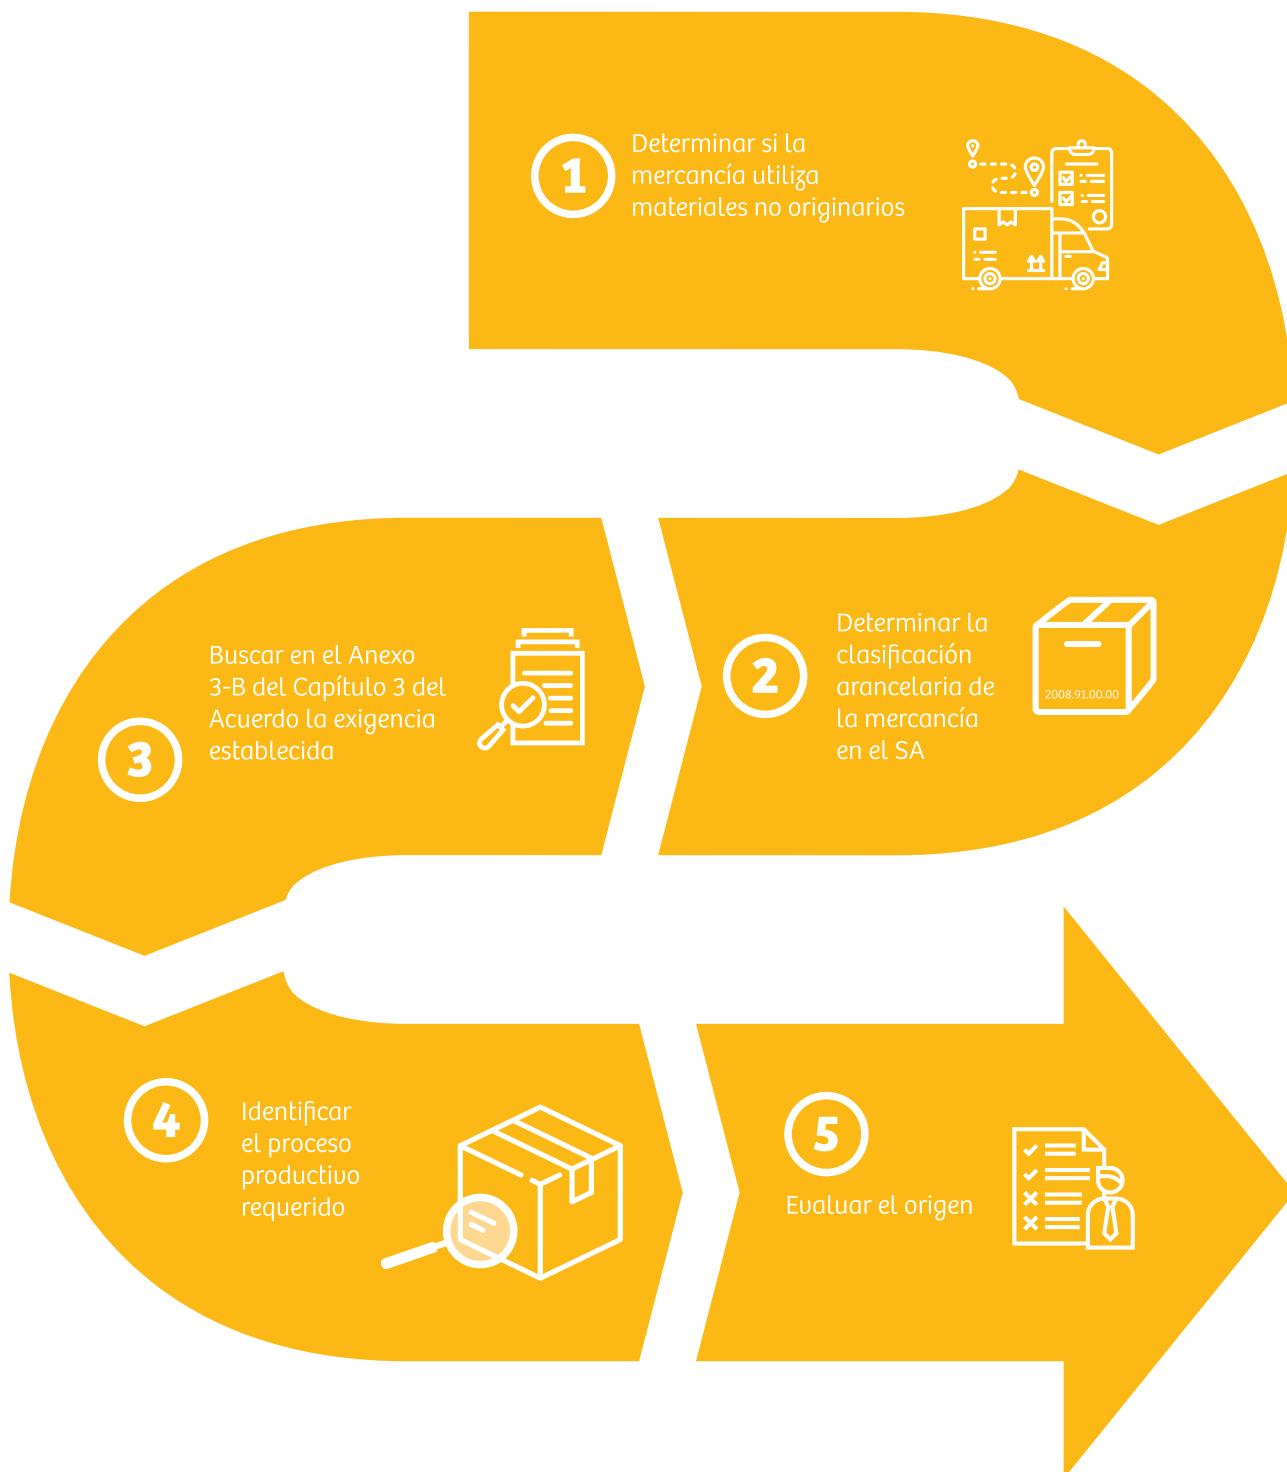 1
Determinar si la
mercancía utiliza
materiales no originarios
2
Determinar la
clasificación
arancelaria de
la mercancía
en el SA
2008.91.00.00
3
Buscar en el Anexo
3-B del Capítulo 3 del
Acuerdo la exigencia
establecida
4
Identificar
el proceso
productivo
requerido
5
Evaluar el origen